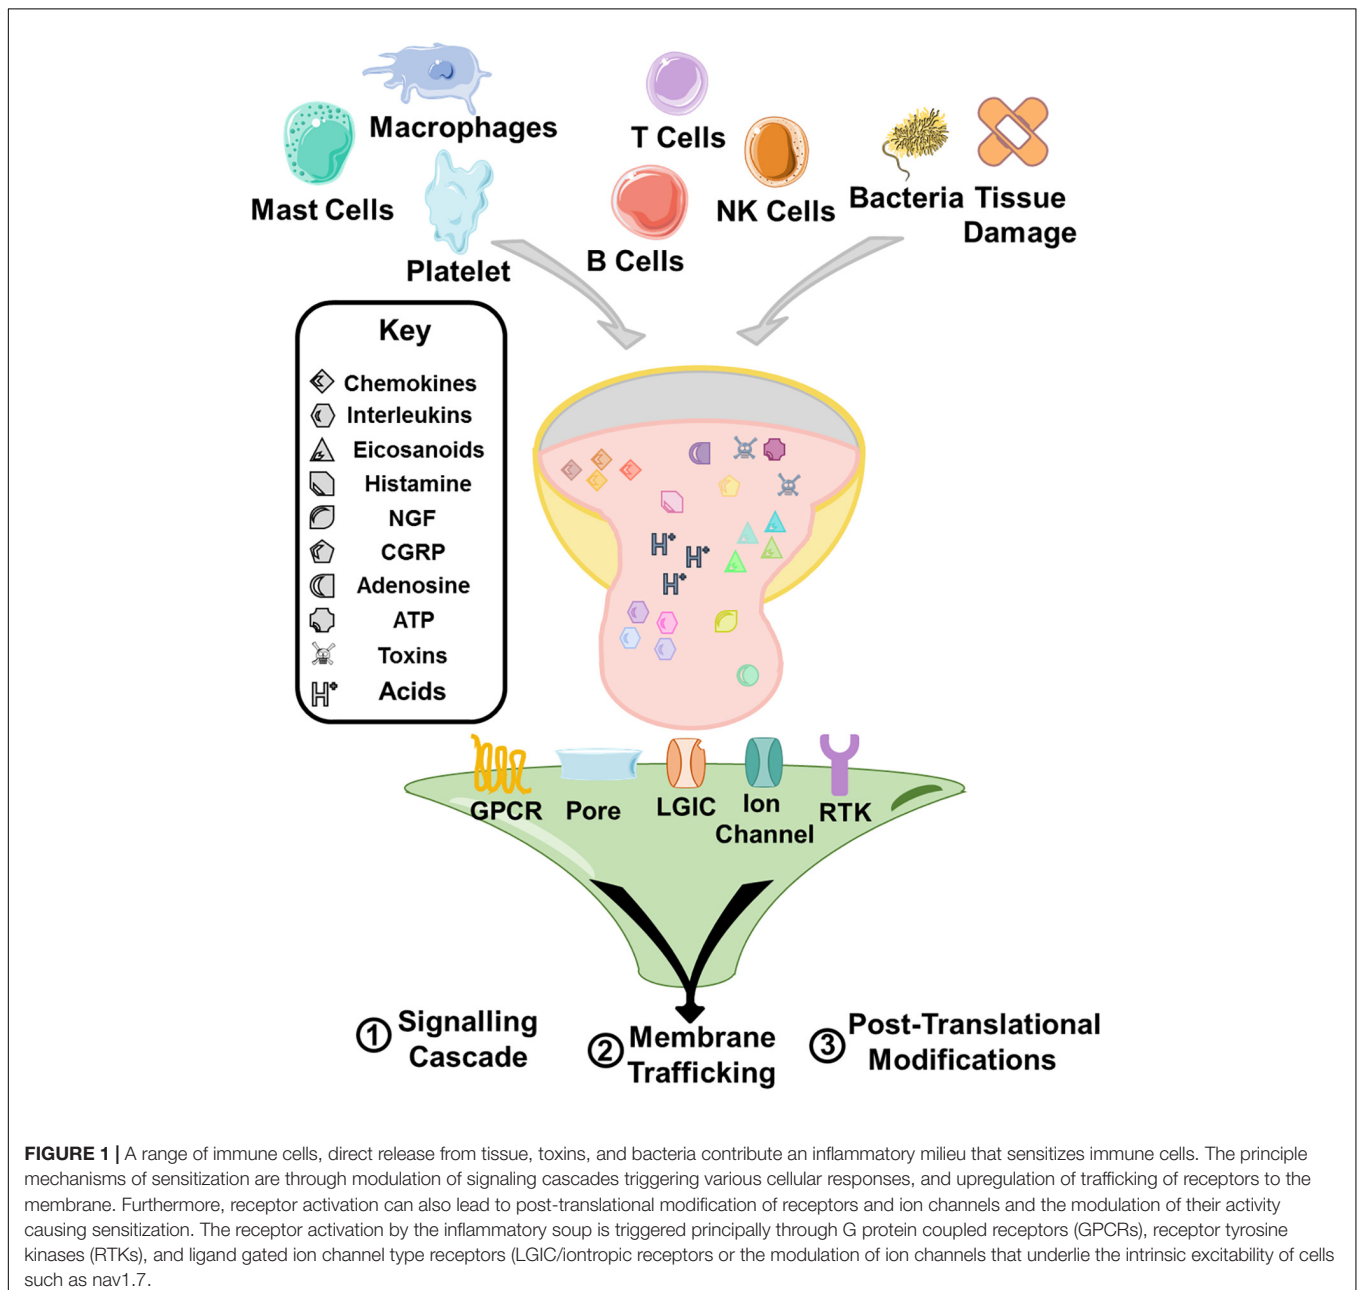 Macrophages
T Cells
Mast Cells
NK Cells
Bacteria
Tissue
Damage
Platelet
B Cells
Key
Chemokines
Interleukins
Eicosanoids
Histamine
NGF
CGRP
Adenosine
ATP
Toxins
H+ Acids
H+
H+
H+
GPCR
Pore
LGIC
Ion
Channel
RTK
1 Signalling
Cascade
2 Membrane
Trafficking
3 Post-Translational
Modifications
FIGURE 1 | A range of immune cells, direct release from tissue, toxins, and bacteria contribute an inflammatory milieu that sensitizes immune cells. The principle
mechanisms of sensitization are through modulation of signaling cascades triggering various cellular responses, and upregulation of trafficking of receptors to the
membrane. Furthermore, receptor activation can also lead to post-translational modification of receptors and ion channels and the modulation of their activity
causing sensitization. The receptor activation by the inflammatory soup is triggered principally through G protein coupled receptors (GPCRs), receptor tyrosine
kinases (RTKs), and ligand gated ion channel type receptors (LGIC/iontropic receptors or the modulation of ion channels that underlie the intrinsic excitability of cells
such as nav1.7.